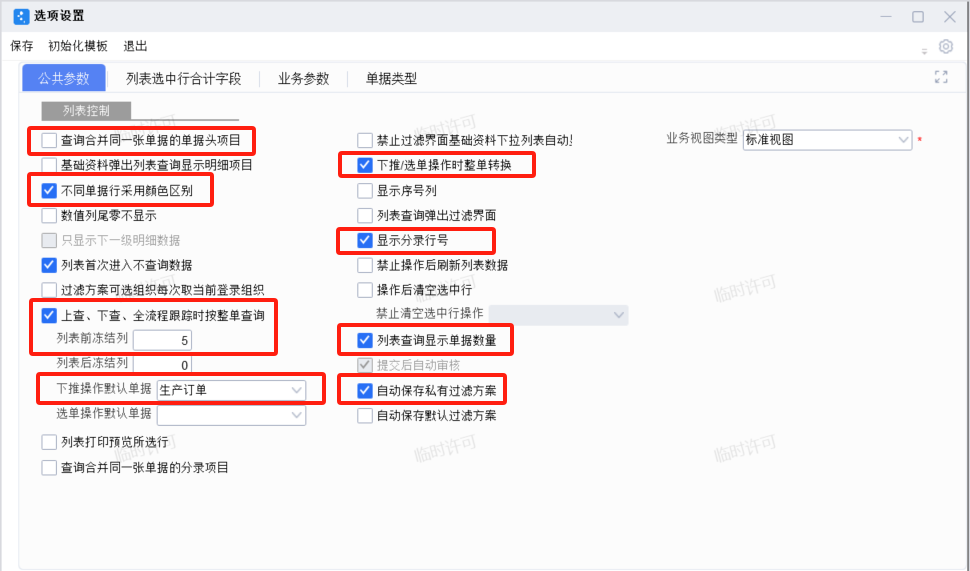 选项设置
保存 初始化模板 退出
公共参数 列表选中行合计字段 业务参数 单据类型
列表控制
查询合并同一张单据的单据头项目
基础资料弹出列表查询显示明细项目
不同单据行采用颜色区别
数值列尾零不显示
只显示下一级明细数据
列表首次进入不查询数据
过滤方案可选组织每次取当前登录组织
上查、下查、全流程跟踪时按整单查询
列表前冻结列 5
列表后冻结列 0
下推操作默认单据 生产订单
选单操作默认单据
列表打印预览所选行
查询合并同一张单据的分录项目
禁止过滤界面基础资料下拉列表自动
下推/选单操作时整单转换
显示序号列
列表查询弹出过滤界面
显示分录行号
禁止操作后刷新列表数据
操作后清空选中行
禁止清空选中行操作
列表查询显示单据数量
提交后自动审核
自动保存私有过滤方案
自动保存默认过滤方案
业务视图类型 标准视图 *
临时许可
临时许可
临时许可
临时许可
临时许可
临时许可